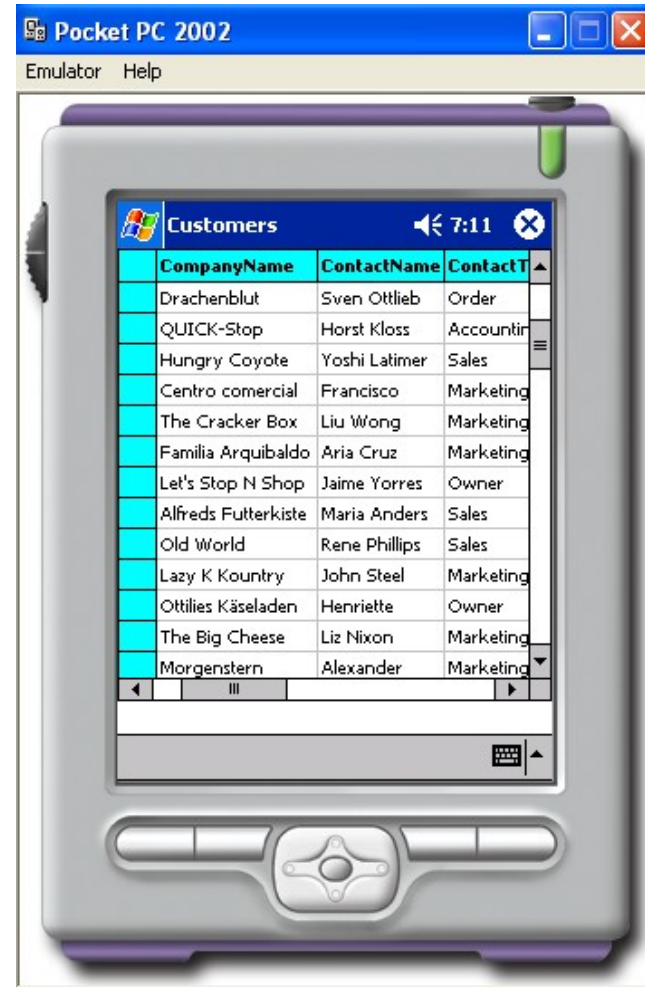 Pocket PC 2002
Emulator Help
Customers 7:11
CompanyName ContactName ContactT
Drachenblut Sven Ottlieb Order
QUICK-Stop Horst Kloss Accountin
Hungry Coyote Yoshi Latimer Sales
Centro comercial Francisco Marketing
The Cracker Box Liu Wong Marketing
Familia Arquibaldo Aria Cruz Marketing
Let's Stop N Shop Jaime Yorres Owner
Alfreds Futterkiste Maria Anders Sales
Old World Rene Phillips Sales
Lazy K Kountry John Steel Marketing
Ottilies Käseladen Henriette Owner
The Big Cheese Liz Nixon Marketing
Morgenstern Alexander Marketing